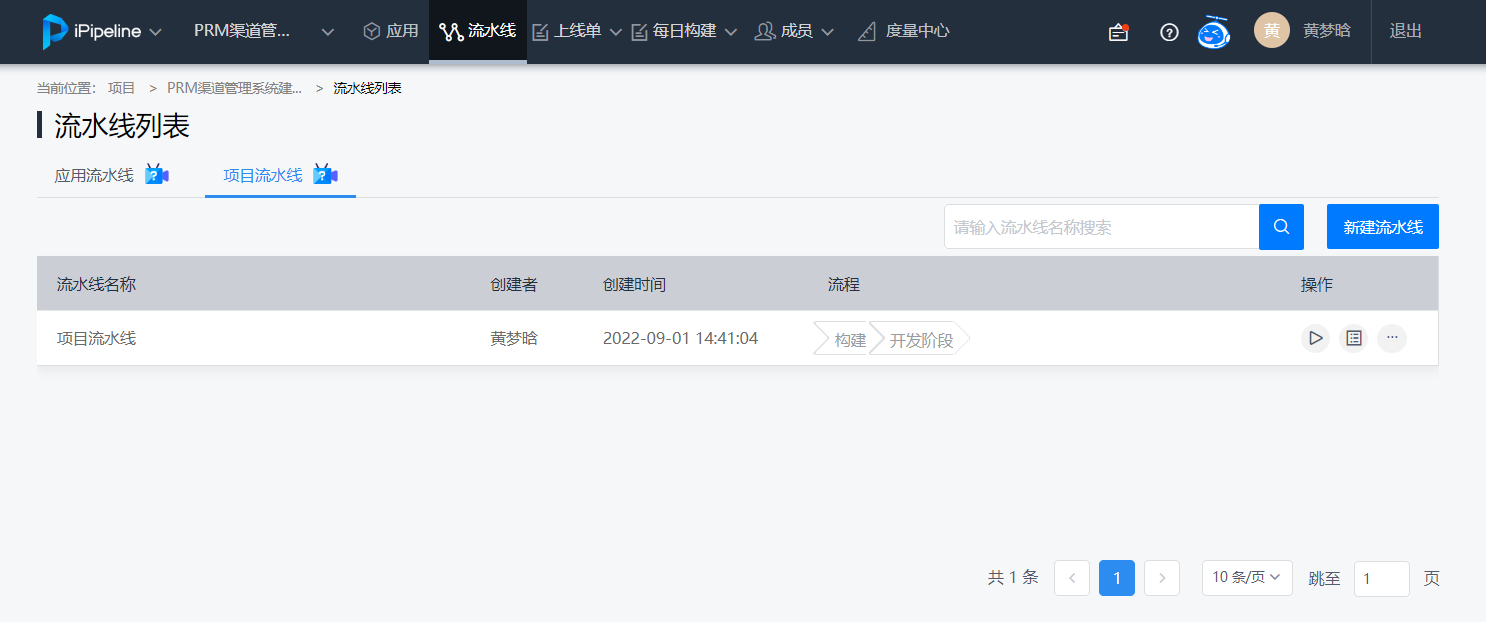 iPipeline PRM渠道管... 应用 流水线 上线单 每日构建 成员 度量中心 黄 黄梦晗 退出
当前位置： 项目 > PRM渠道管理系统建... > 流水线列表
流水线列表
应用流水线 项目流水线
请输入流水线名称搜索 新建流水线
流水线名称 创建者 创建时间 流程 操作
项目流水线 黄梦晗 2022-09-01 14:41:04 构建 开发阶段 ...
共 1 条 < 1 > 10 条/页 跳至 1 页